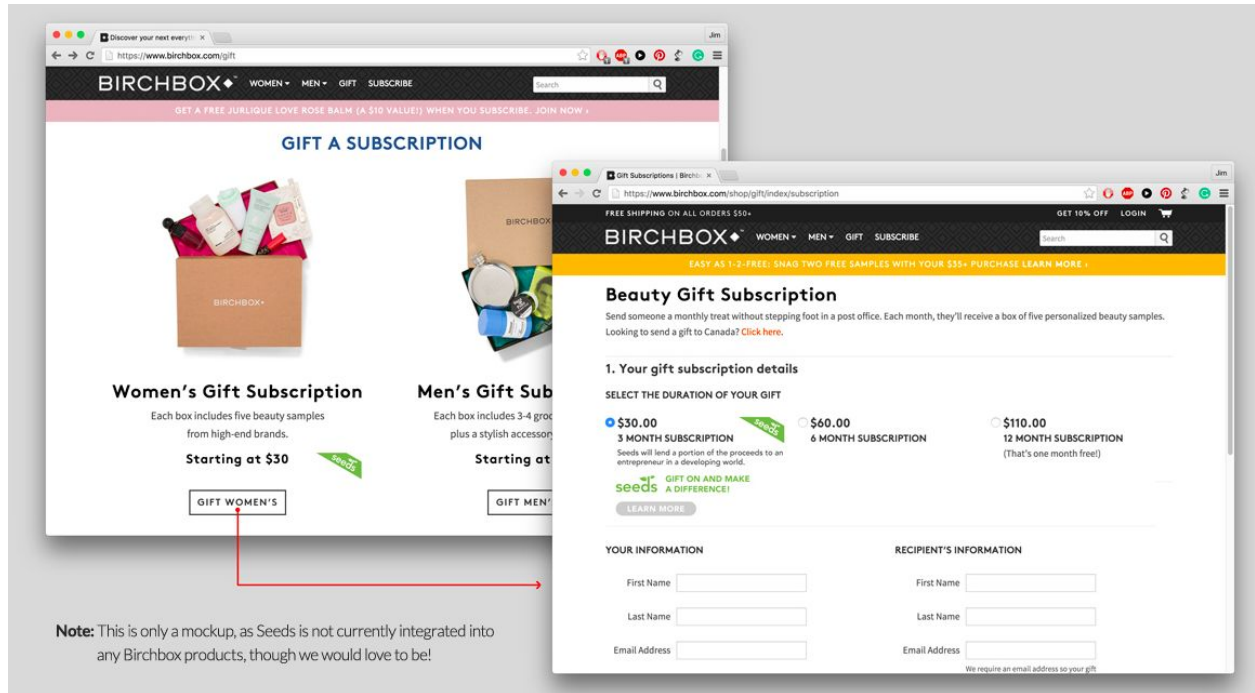 Discover your next everyth
Jim
https://www.birchbox.com/gift
BIRCHBOX WOMEN MEN GIFT SUBSCRIBE
Search
GET A FREE JURLIQUE LOVE ROSE BALM (A $10 VALUE!) WHEN YOU SUBSCRIBE. JOIN NOW ›
GIFT A SUBSCRIPTION
BIRCHBOX
BIRCHBOX
Women's Gift Subscription
Each box includes five beauty samples
from high-end brands.
Starting at $30
seeds
GIFT WOMEN'S
Men's Gift Sub
Each box includes 3-4 groo
plus a stylish accessory
Starting at
GIFT MEN'
Gift Subscriptions | Birchb
Jim
https://www.birchbox.com/shop/gift/index/subscription
FREE SHIPPING ON ALL ORDERS $50+
GET 10% OFF LOGIN
BIRCHBOX WOMEN MEN GIFT SUBSCRIBE
Search
EASY AS 1-2-FREE: SNAG TWO FREE SAMPLES WITH YOUR $35+ PURCHASE LEARN MORE ›
Beauty Gift Subscription
Send someone a monthly treat without stepping foot in a post office. Each month, they'll receive a box of five personalized beauty samples.
Looking to send a gift to Canada? Click here.
1. Your gift subscription details
SELECT THE DURATION OF YOUR GIFT
$30.00
3 MONTH SUBSCRIPTION
Seeds will lend a portion of the proceeds to an
entrepreneur in a developing world.
seeds
seeds GIFT ON AND MAKE
A DIFFERENCE!
LEARN MORE
$60.00
6 MONTH SUBSCRIPTION
$110.00
12 MONTH SUBSCRIPTION
(That's one month free!)
YOUR INFORMATION
First Name
Last Name
Email Address
RECIPIENT'S INFORMATION
First Name
Last Name
Email Address
We require an email address so your gift
Note: This is only a mockup, as Seeds is not currently integrated into
any Birchbox products, though we would love to be!